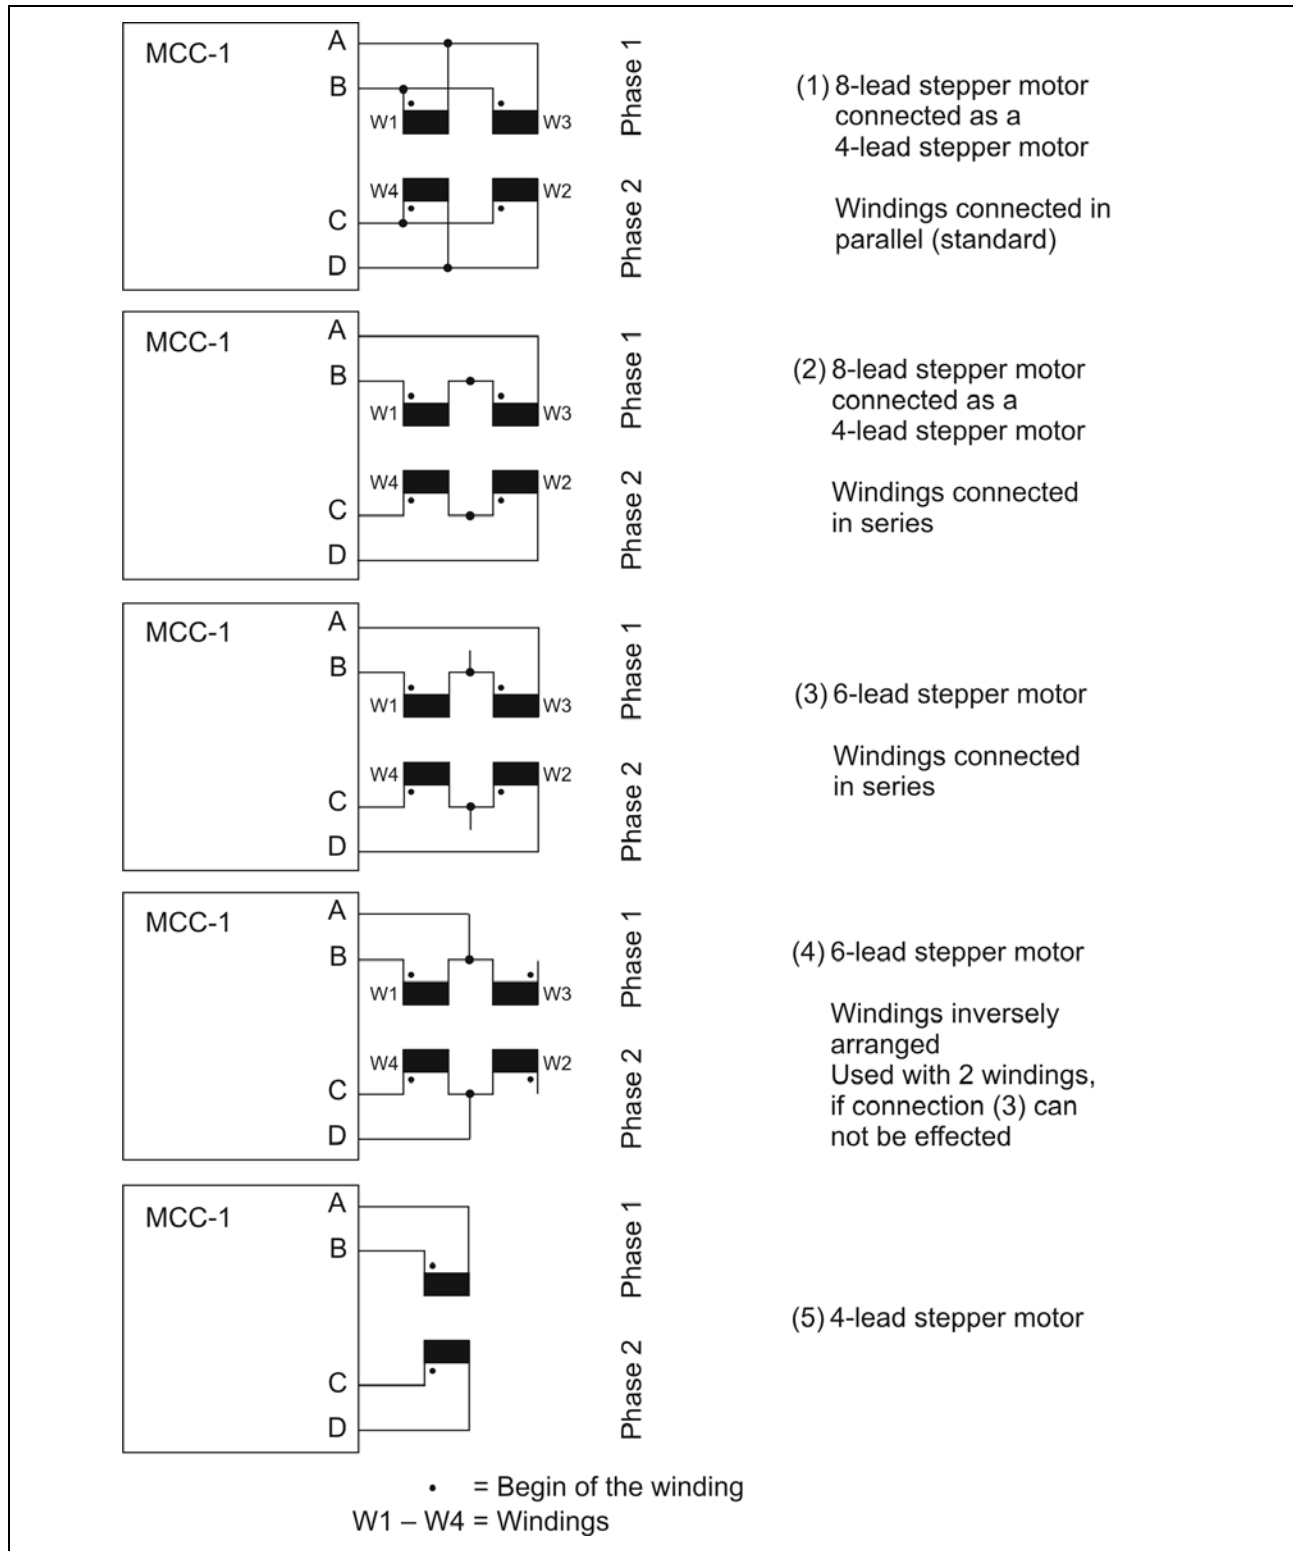 MCC-1
A
B
W1
W3
W4
W2
C
D
Phase 1
Phase 2
(1) 8-lead stepper motor
connected as a
4-lead stepper motor
Windings connected in
parallel (standard)
MCC-1
A
B
W1
W3
W4
W2
C
D
Phase 1
Phase 2
(2) 8-lead stepper motor
connected as a
4-lead stepper motor
Windings connected
in series
MCC-1
A
B
W1
W3
W4
W2
C
D
Phase 1
Phase 2
(3) 6-lead stepper motor
Windings connected
in series
MCC-1
A
B
W1
W3
W4
W2
C
D
Phase 1
Phase 2
(4) 6-lead stepper motor
Windings inversely
arranged
Used with 2 windings,
if connection (3) can
not be effected
MCC-1
A
B
C
D
Phase 1
Phase 2
(5) 4-lead stepper motor
• = Begin of the winding
W1 – W4 = Windings